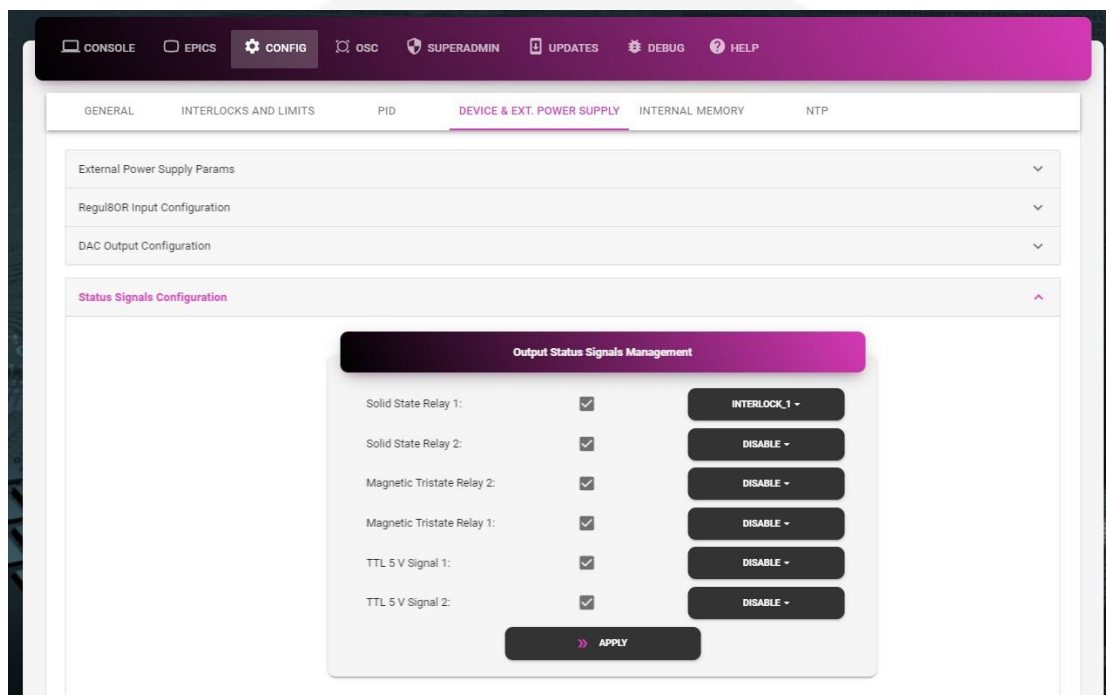 CONSOLE EPICS CONFIG OSC SUPERADMIN UPDATES DEBUG HELP
GENERAL INTERLOCKS AND LIMITS PID DEVICE & EXT. POWER SUPPLY INTERNAL MEMORY NTP
External Power Supply Params
Regul8OR Input Configuration
DAC Output Configuration
Status Signals Configuration
Output Status Signals Management
Solid State Relay 1: INTERLOCK_1
Solid State Relay 2: DISABLE
Magnetic Tristate Relay 2: DISABLE
Magnetic Tristate Relay 1: DISABLE
TTL 5 V Signal 1: DISABLE
TTL 5 V Signal 2: DISABLE
APPLY